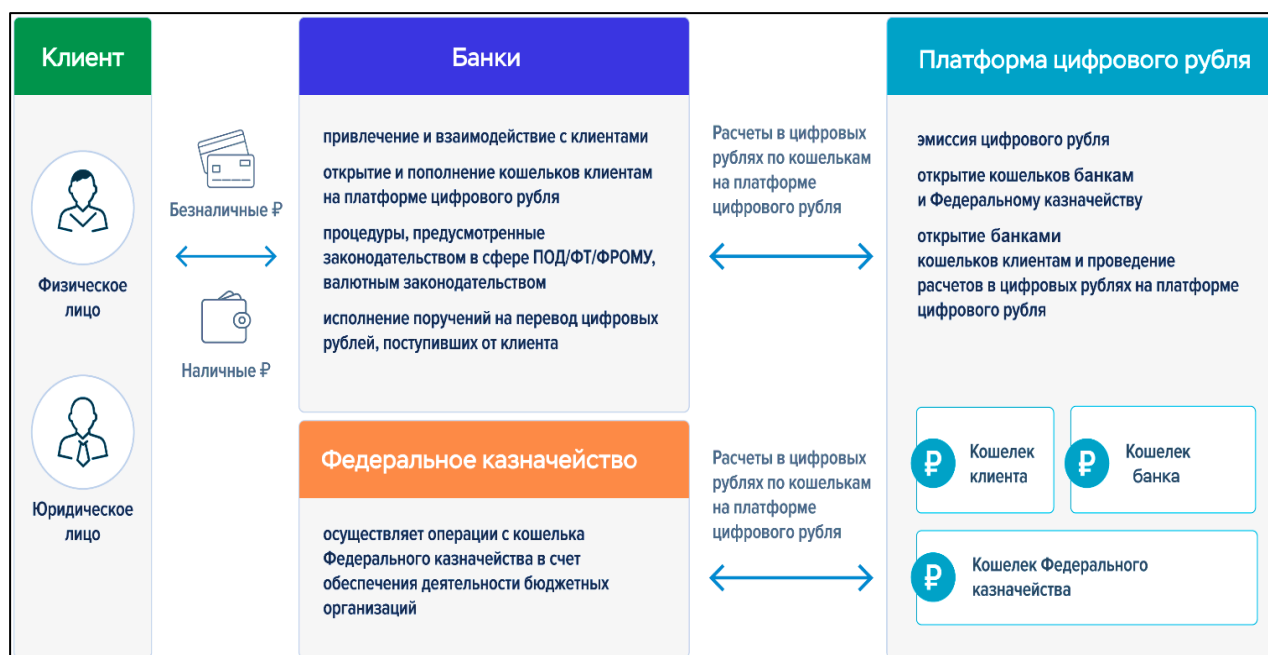 Клиент
Физическое
лицо
Юридическое
лицо
Безналичные ₽
Наличные ₽
Банки
привлечение и взаимодействие с клиентами
открытие и пополнение кошельков клиентам
на платформе цифрового рубля
процедуры, предусмотренные
законодательством в сфере ПОД/ФТ/ФРОМУ,
валютным законодательством
исполнение поручений на перевод цифровых
рублей, поступивших от клиента
Федеральное казначейство
осуществляет операции с кошелька
Федерального казначейства в счет
обеспечения деятельности бюджетных
организаций
Расчеты в цифровых
рублях по кошелькам
на платформе
цифрового рубля
Расчеты в цифровых
рублях по кошелькам
на платформе
цифрового рубля
Платформа цифрового рубля
эмиссия цифрового рубля
открытие кошельков банкам
и Федеральному казначейству
открытие банками
кошельков клиентам и проведение
расчетов в цифровых рублях на платформе
цифрового рубля
₽ Кошелек
клиента
₽ Кошелек
банка
₽ Кошелек Федерального
казначейства